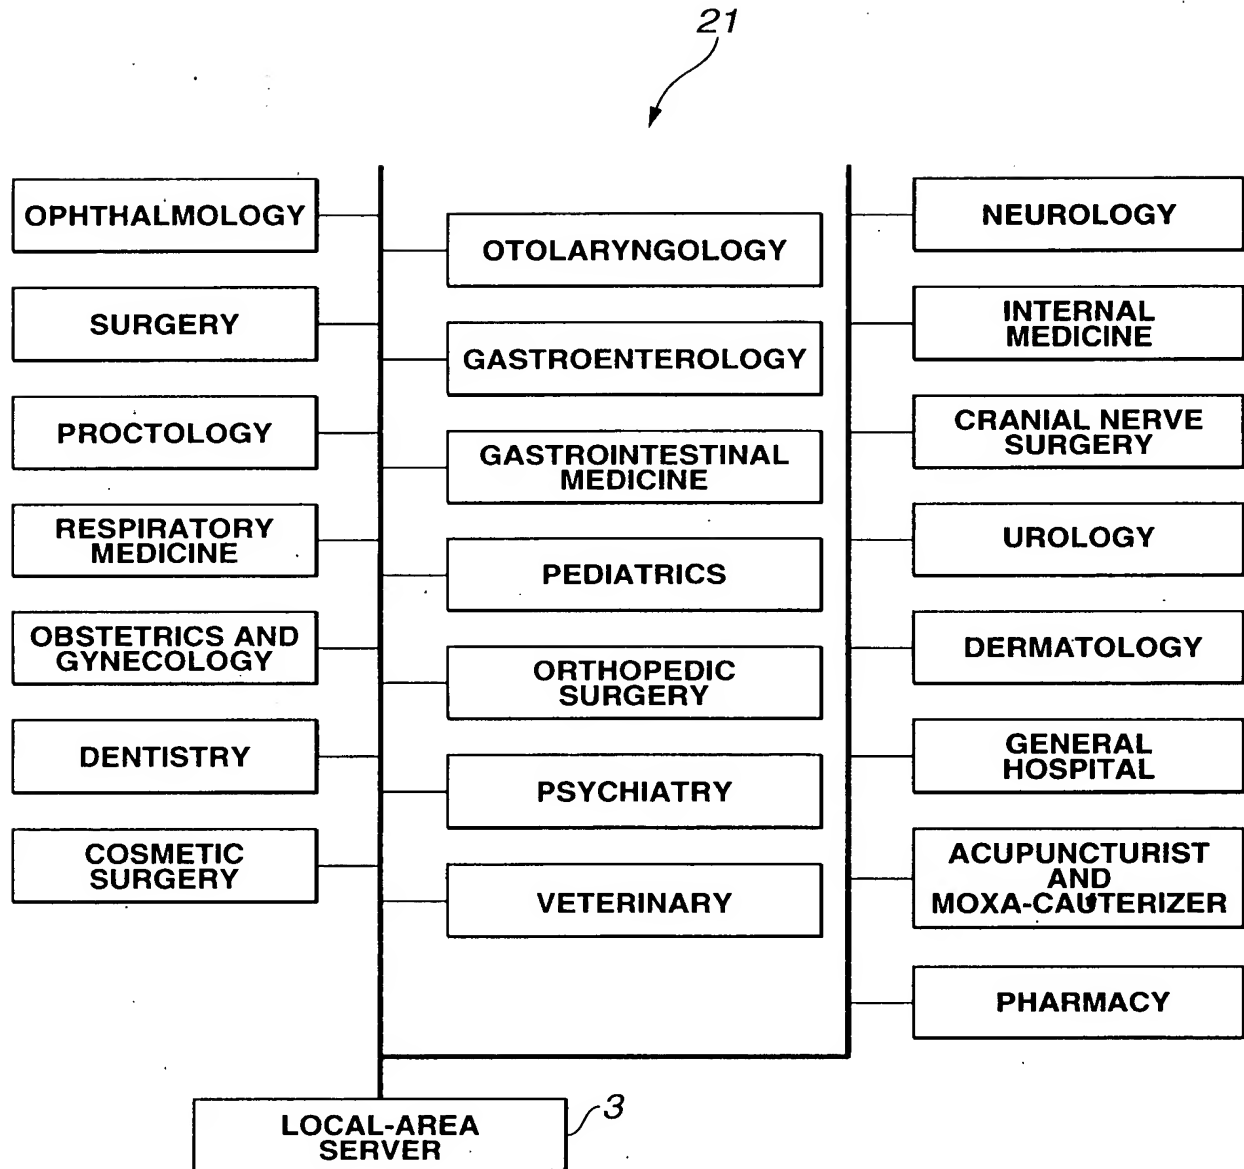 21
OPHTHALMOLOGY
SURGERY
PROCTOLOGY
RESPIRATORY
MEDICINE
OBSTETRICS AND
GYNECOLOGY
DENTISTRY
COSMETIC
SURGERY
OTOLARYNGOLOGY
GASTROENTEROLOGY
GASTROINTESTINAL
MEDICINE
PEDIATRICS
ORTHOPEDIC
SURGERY
PSYCHIATRY
VETERINARY
NEUROLOGY
INTERNAL
MEDICINE
CRANIAL NERVE
SURGERY
UROLOGY
DERMATOLOGY
GENERAL
HOSPITAL
ACUPUNCTURIST
AND
MOXA-CAUTERIZER
PHARMACY
LOCAL-AREA
SERVER
3